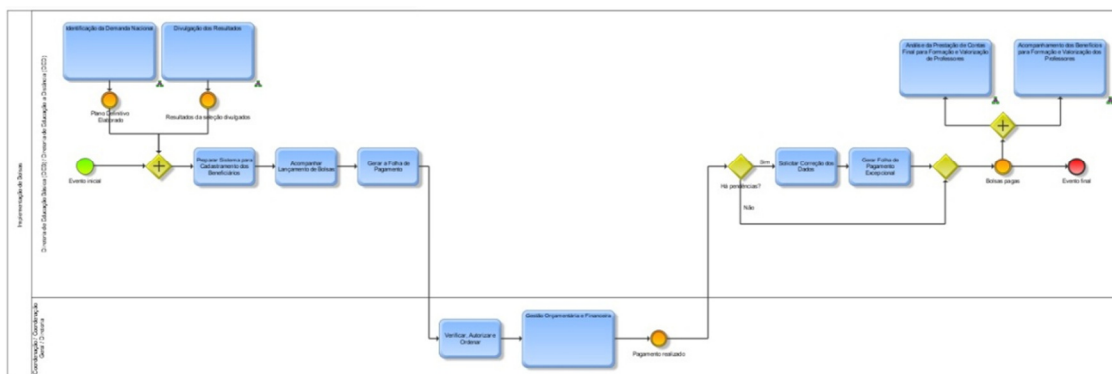 Implementação de Bolsas
Diretoria de Educação Básica (DEB) / Diretoria de Educação a Distância (DED)
Identificação da Demanda Nacional
Divulgação dos Resultados
Plano Definitivo
Elaborado
Resultados da seleção divulgados
Evento inicial
Preparar Sistema para
Cadastramento dos
Beneficiários
Acompanhar
Lançamento de Bolsas
Gerar a Folha de
Pagamento
Há pendências?
Sim
Não
Solicitar Correção dos
Dados
Gerar Folha de
Pagamento
Excepcional
Análise da Prestação de Contas
Final para Formação e Valorização
de Professores
Acompanhamento dos Benefícios
para Formação e Valorização dos
Professores
Bolsas pagas
Evento final
Coordenação / Coordenação
Geral / Diretoria
Verificar, Autorizar e
Ordenar
Gestão Orçamentária e Financeira
Pagamento realizado